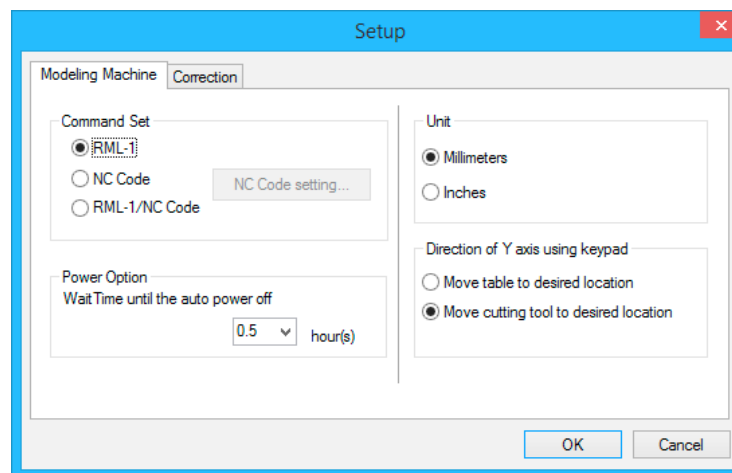 Setup
Modeling Machine
Correction
Command Set
RML-1
NC Code
NC Code setting...
RML-1/NC Code
Power Option
WaitTime until the auto power off
0.5
hour(s)
Unit
Millimeters
Inches
Direction of Y axis using keypad
Move table to desired location
Move cutting tool to desired location
OK
Cancel